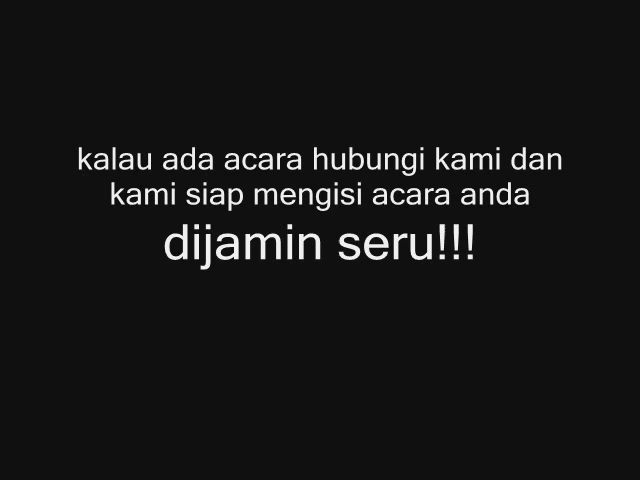 kalau ada acara hubungi kami dan
kami siap mengisi acara anda
dijamin seru!!!